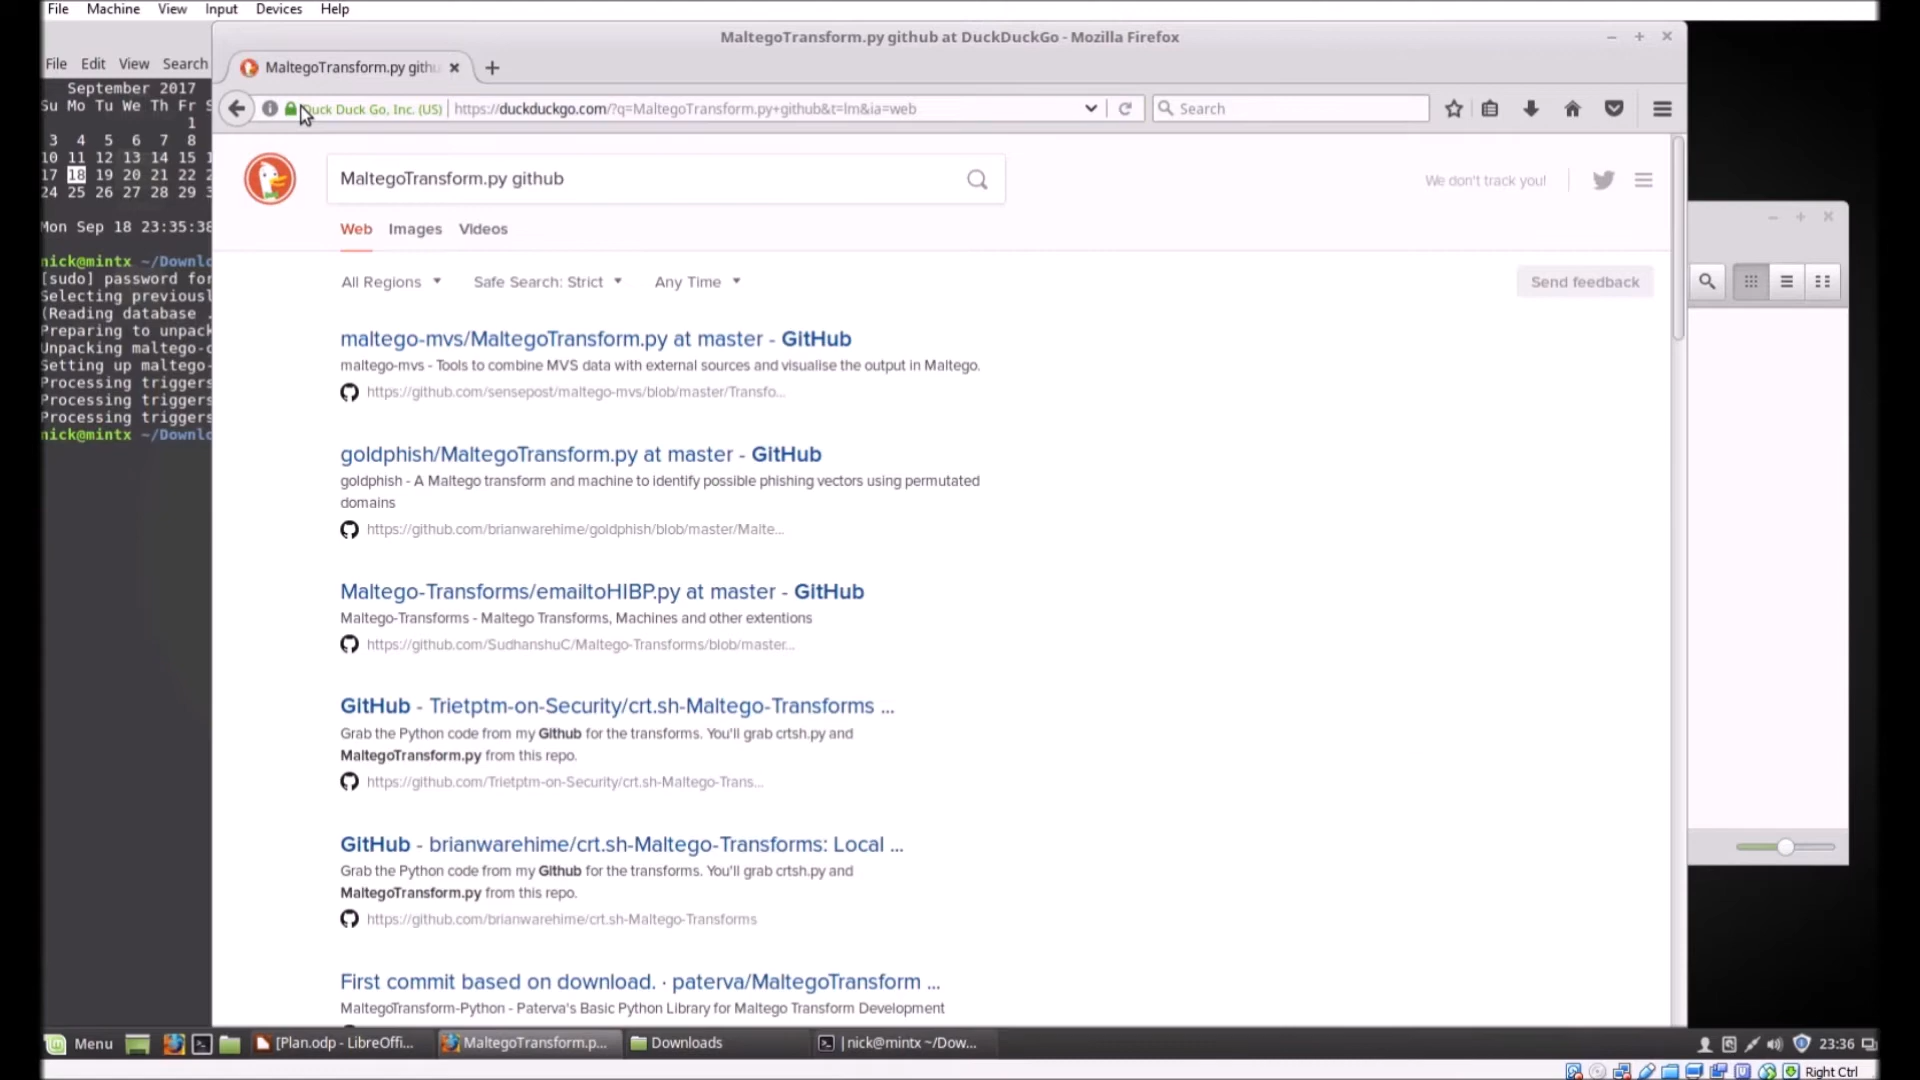 File Machine View Input Devices Help
MaltegoTransform.py github at DuckDuckGo - Mozilla Firefox
File Edit View Search
MaltegoTransform.py githu
September 2017
Su Mo Tu We Th Fr S
1
3 4 5 6 7 8
10 11 12 13 14 15 1
17 18 19 20 21 22 2
24 25 26 27 28 29 3
Mon Sep 18 23:35:38
nick@mintx ~/Downlo
[sudo] password for
Selecting previousl
(Reading database .
Preparing to unpack
Unpacking maltego-c
Setting up maltego-
Processing triggers
Processing triggers
Processing triggers
nick@mintx ~/Downlo
Duck Duck Go, Inc. (US) https://duckduckgo.com/?q=MaltegoTransform.py+github&t=lm&ia=web
Search
MaltegoTransform.py github
We don't track you!
Web Images Videos
All Regions Safe Search: Strict Any Time
Send feedback
maltego-mvs/MaltegoTransform.py at master - GitHub
maltego-mvs - Tools to combine MVS data with external sources and visualise the output in Maltego.
https://github.com/sensepost/maltego-mvs/blob/master/Transfo...
goldphish/MaltegoTransform.py at master - GitHub
goldphish - A Maltego transform and machine to identify possible phishing vectors using permutated
domains
https://github.com/brianwarehime/goldphish/blob/master/Malte...
Maltego-Transforms/emailtoHIBP.py at master - GitHub
Maltego-Transforms - Maltego Transforms, Machines and other extentions
https://github.com/SudhanshuC/Maltego-Transforms/blob/master...
GitHub - Trietptm-on-Security/crt.sh-Maltego-Transforms ...
Grab the Python code from my Github for the transforms. You'll grab crtsh.py and
MaltegoTransform.py from this repo.
https://github.com/Trietptm-on-Security/crt.sh-Maltego-Trans...
GitHub - brianwarehime/crt.sh-Maltego-Transforms: Local ...
Grab the Python code from my Github for the transforms. You'll grab crtsh.py and
MaltegoTransform.py from this repo.
https://github.com/brianwarehime/crt.sh-Maltego-Transforms
First commit based on download. · paterva/MaltegoTransform ...
MaltegoTransform-Python - Paterva's Basic Python Library for Maltego Transform Development
Menu [Plan.odp - LibreOffi... MaltegoTransform.p... Downloads |nick@mintx ~/Dow... 23:36
Right Ctrl